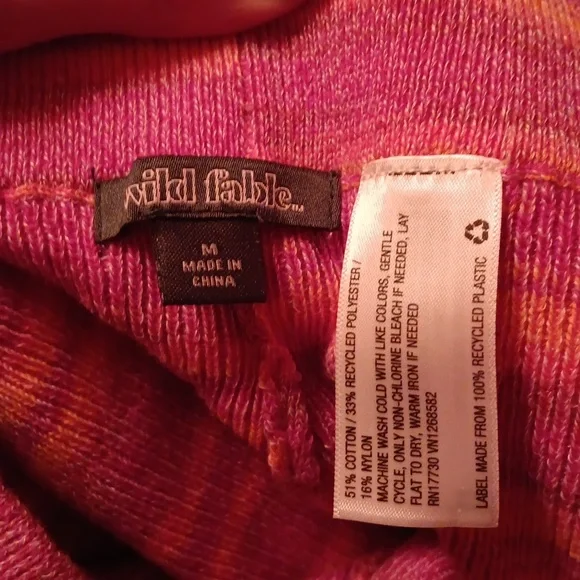 wild fable™
M
MADE IN
CHINA
51% COTTON / 33% RECYCLED POLYESTER /
16% NYLON
MACHINE WASH COLD WITH LIKE COLORS, GENTLE
CYCLE, ONLY NON-CHLORINE BLEACH IF NEEDED, LAY
FLAT TO DRY, WARM IRON IF NEEDED
RN17730 VN1268582
LABEL MADE FROM 100% RECYCLED PLASTIC